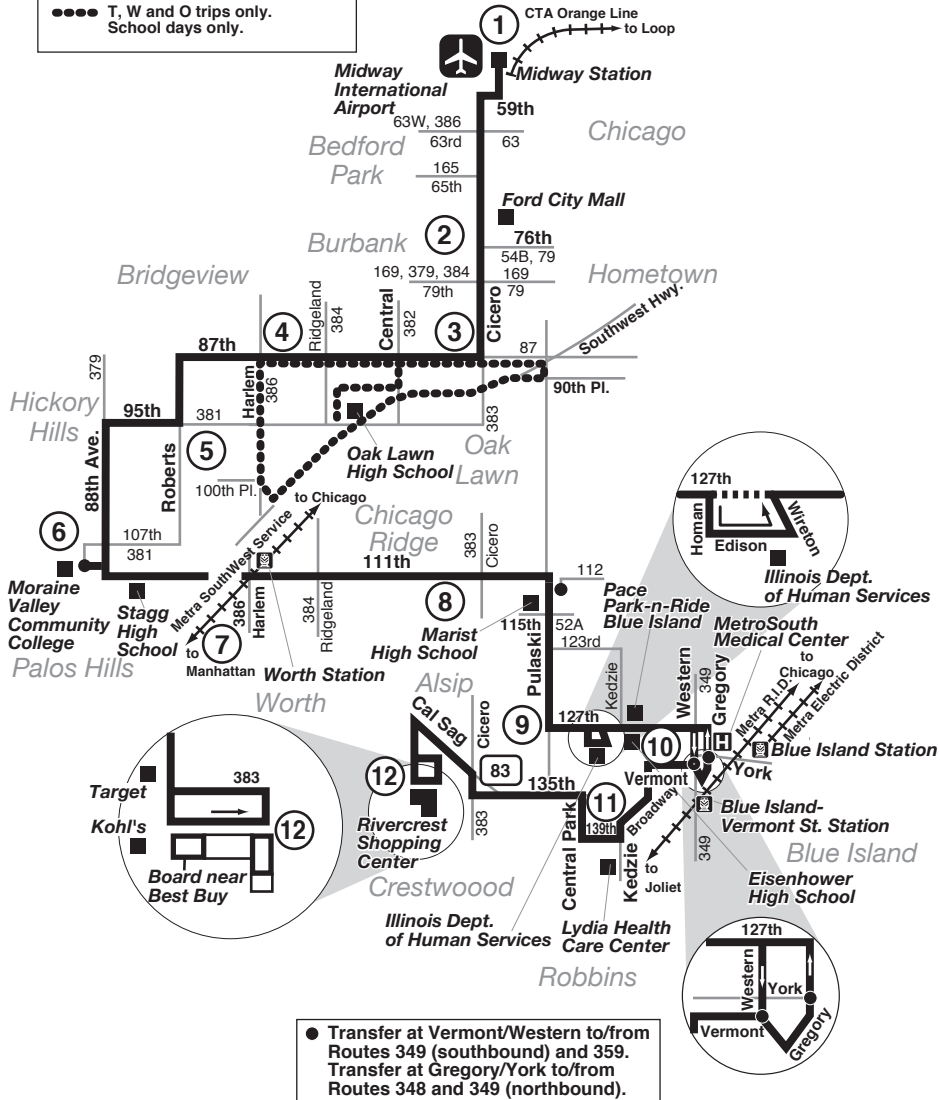 T, W and O trips only.
School days only.
1
CTA Orange Line
to Loop
Midway Station
Midway
International
Airport
59th
63W, 386
63rd
63
Chicago
Bedford
Park
165
65th
Ford City Mall
Burbank
2
76th
54B, 79
169, 379, 384
79th
169
79
Hometown
Bridgeview
Cicero
Southwest Hwy.
4
Ridgeland
384
Central
382
3
87th
87
379
Harlem
386
90th Pl.
Hickory
Hills
95th
381
383
Oak
Lawn
88th Ave.
Roberts
5
Oak Lawn
High School
100th Pl.
to Chicago
Metra SouthWest Service
Chicago
Ridge
383
Cicero
6
107th
381
111th
112
Moraine
Valley
Community
College
Stagg
High
School
to
Manhattan
7
386
Harlem
384
Ridgeland
8
Marist
High School
115th
52A
123rd
Pulaski
Kedzie
Pace
Park-n-Ride
Blue Island
127th
Homan
Edison
Wireton
Illinois Dept.
of Human Services
MetroSouth
Medical Center
Palos Hills
Worth Station
Worth
Alsip
Western
349
Gregory
Metra R.I.D.
to
Chicago
Metra Electric District
Cal Sag
Cicero
9
127th
10
H
Blue Island Station
York
Vermont
12
83
135th
383
11
139th
Central Park
Kedzie
Broadway
to
Joliet
349
Blue Island-
Vermont St. Station
Blue Island
Eisenhower
High School
Rivercrest
Shopping
Center
Crestwoood
Target
383
Kohl's
12
Board near
Best Buy
Illinois Dept.
of Human Services
Lydia Health
Care Center
Robbins
127th
Western
York
Vermont
Gregory
Transfer at Vermont/Western to/from
Routes 349 (southbound) and 359.
Transfer at Gregory/York to/from
Routes 348 and 349 (northbound).